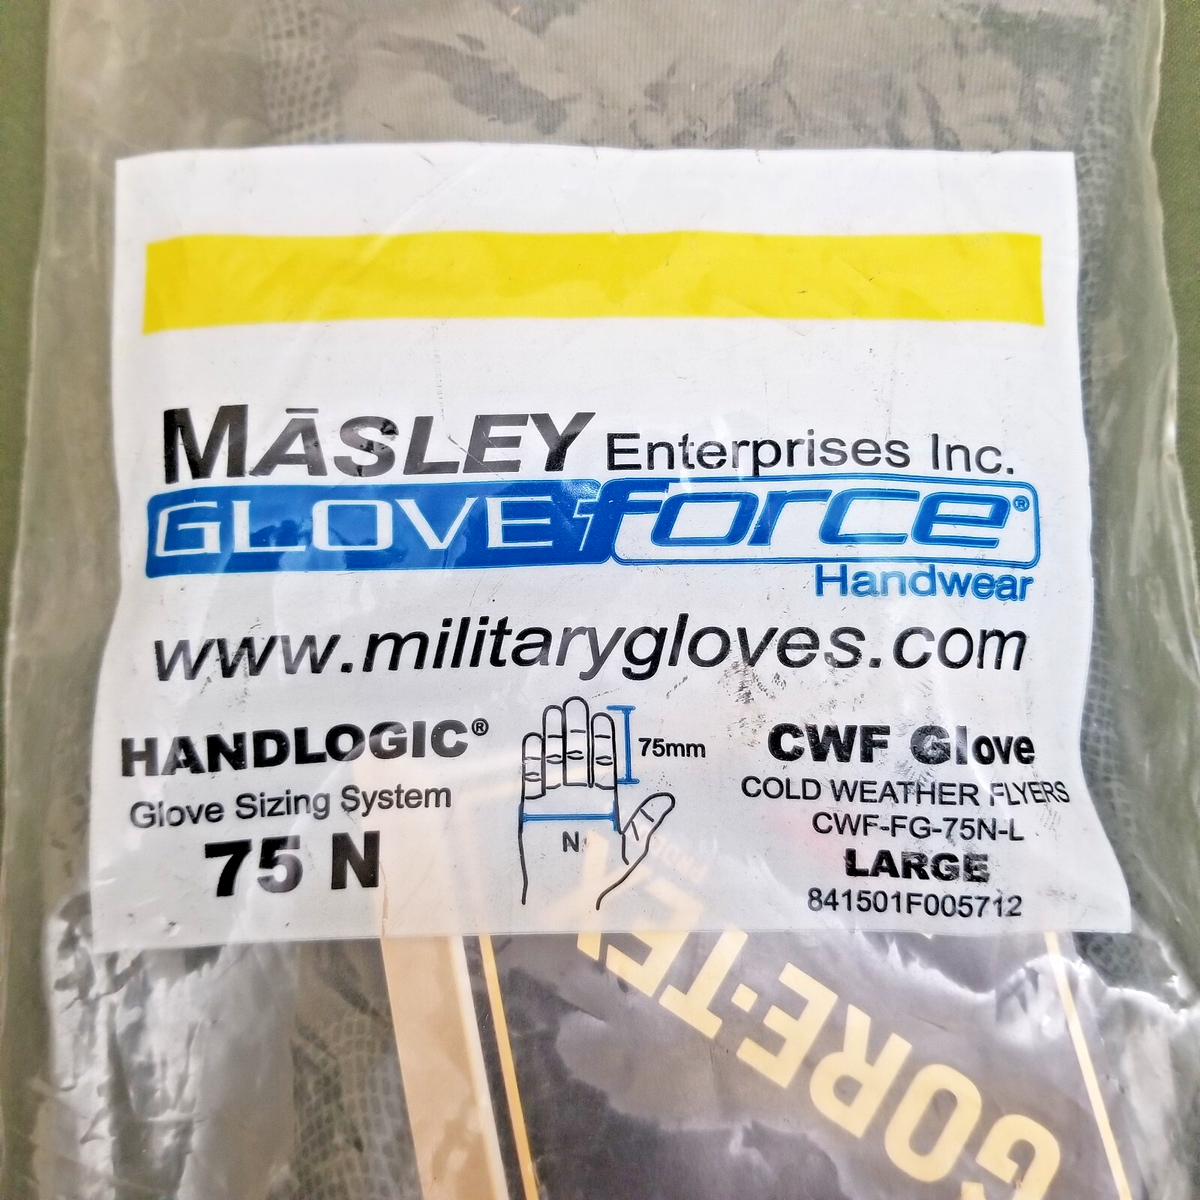 MĀSLEY Enterprises Inc.
GLOVEforce®
Handwear
www.militarygloves.com
HANDLOGIC®
Glove Sizing System
75 N
75mm
N
CWF Glove
COLD WEATHER FLYERS
CWF-FG-75N-L
LARGE
841501F005712
GORE-TEX